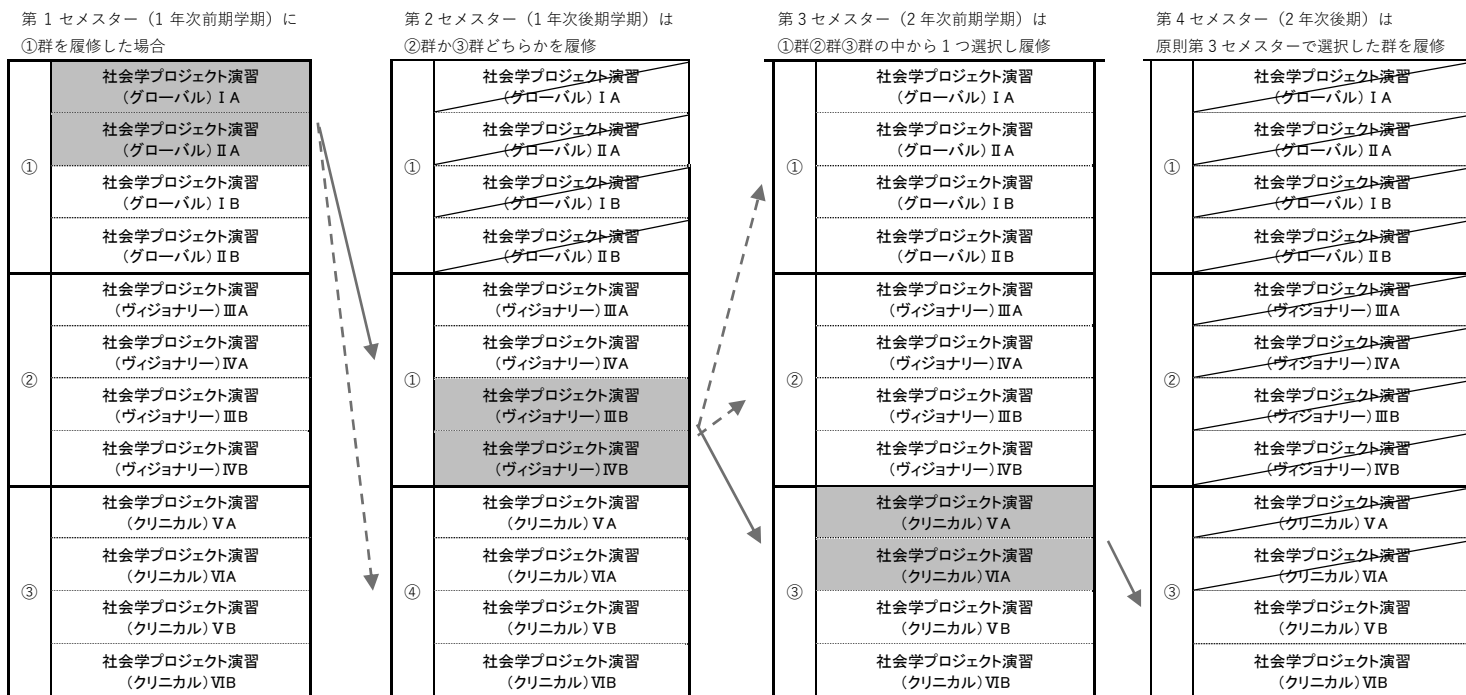 第 1 セメスター（1 年次前期学期）に
①群を履修した場合
①
社会学プロジェクト演習
（グローバル）ⅠA
社会学プロジェクト演習
（グローバル）ⅡA
社会学プロジェクト演習
（グローバル）ⅠB
社会学プロジェクト演習
（グローバル）ⅡB
②
社会学プロジェクト演習
（ヴィジョナリー）ⅢA
社会学プロジェクト演習
（ヴィジョナリー）ⅣA
社会学プロジェクト演習
（ヴィジョナリー）ⅢB
社会学プロジェクト演習
（ヴィジョナリー）ⅣB
③
社会学プロジェクト演習
（クリニカル）ⅤA
社会学プロジェクト演習
（クリニカル）ⅥA
社会学プロジェクト演習
（クリニカル）ⅤB
社会学プロジェクト演習
（クリニカル）ⅥB
第 2 セメスター（1 年次後期学期）は
②群か③群どちらかを履修
①
社会学プロジェクト演習
（グローバル）ⅠA
社会学プロジェクト演習
（グローバル）ⅡA
社会学プロジェクト演習
（グローバル）ⅠB
社会学プロジェクト演習
（グローバル）ⅡB
①
社会学プロジェクト演習
（ヴィジョナリー）ⅢA
社会学プロジェクト演習
（ヴィジョナリー）ⅣA
社会学プロジェクト演習
（ヴィジョナリー）ⅢB
社会学プロジェクト演習
（ヴィジョナリー）ⅣB
④
社会学プロジェクト演習
（クリニカル）ⅤA
社会学プロジェクト演習
（クリニカル）ⅥA
社会学プロジェクト演習
（クリニカル）ⅤB
社会学プロジェクト演習
（クリニカル）ⅥB
第 3 セメスター（2 年次前期学期）は
①群②群③群の中から 1 つ選択し履修
①
社会学プロジェクト演習
（グローバル）ⅠA
社会学プロジェクト演習
（グローバル）ⅡA
社会学プロジェクト演習
（グローバル）ⅠB
社会学プロジェクト演習
（グローバル）ⅡB
②
社会学プロジェクト演習
（ヴィジョナリー）ⅢA
社会学プロジェクト演習
（ヴィジョナリー）ⅣA
社会学プロジェクト演習
（ヴィジョナリー）ⅢB
社会学プロジェクト演習
（ヴィジョナリー）ⅣB
③
社会学プロジェクト演習
（クリニカル）ⅤA
社会学プロジェクト演習
（クリニカル）ⅥA
社会学プロジェクト演習
（クリニカル）ⅤB
社会学プロジェクト演習
（クリニカル）ⅥB
第 4 セメスター（2 年次後期）は
原則第 3 セメスターで選択した群を履修
①
社会学プロジェクト演習
（グローバル）ⅠA
社会学プロジェクト演習
（グローバル）ⅡA
社会学プロジェクト演習
（グローバル）ⅠB
社会学プロジェクト演習
（グローバル）ⅡB
②
社会学プロジェクト演習
（ヴィジョナリー）ⅢA
社会学プロジェクト演習
（ヴィジョナリー）ⅣA
社会学プロジェクト演習
（ヴィジョナリー）ⅢB
社会学プロジェクト演習
（ヴィジョナリー）ⅣB
③
社会学プロジェクト演習
（クリニカル）ⅤA
社会学プロジェクト演習
（クリニカル）ⅥA
社会学プロジェクト演習
（クリニカル）ⅤB
社会学プロジェクト演習
（クリニカル）ⅥB